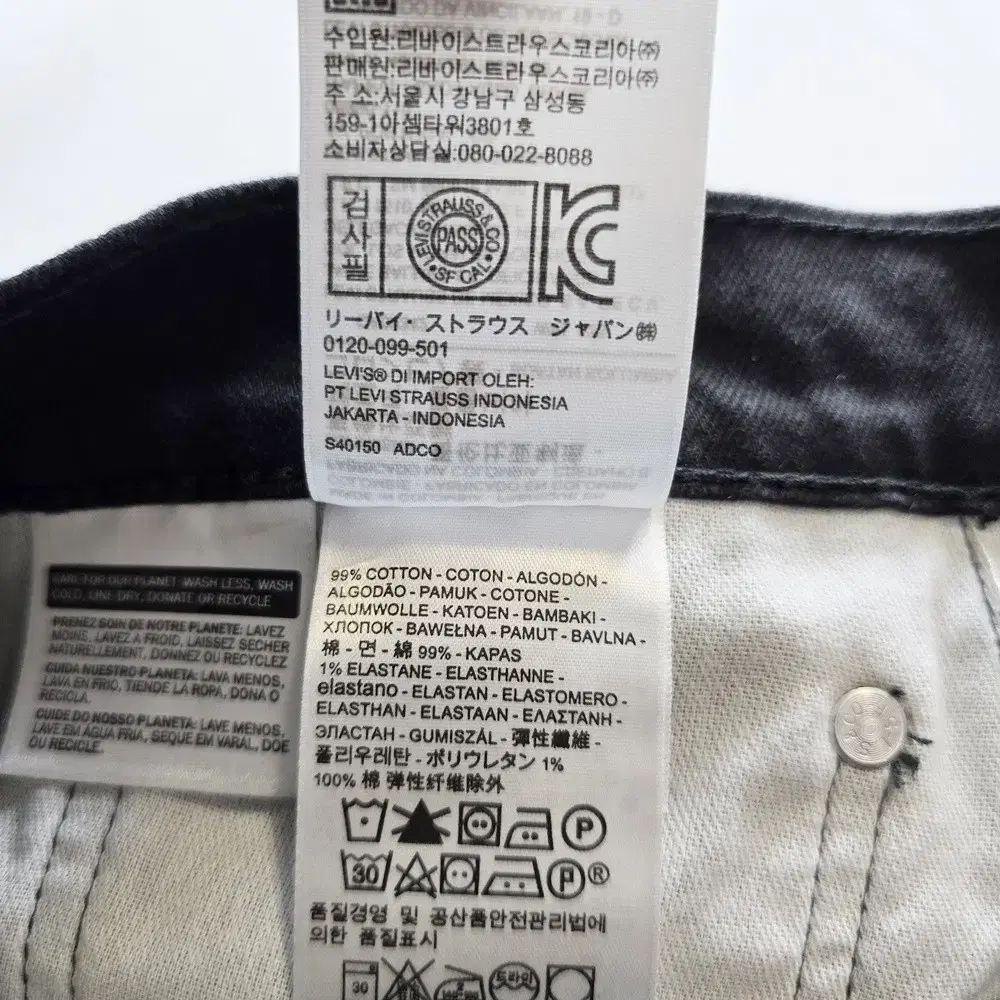 수입원:리바이스트라우스코리아㈜
판매원:리바이스트라우스코리아㈜
주 소:서울시 강남구 삼성동
159-1아셈타워3801호
소비자상담실:080-022-8088
검
사
필
LEVI STRAUSS & CO
PASS
SF CAL
リーバイ・ストラウス ジャパン㈱
0120-099-501
LEVI'S® DI IMPORT OLEH:
PT LEVI STRAUSS INDONESIA
JAKARTA - INDONESIA
S40150 ADCO
CARE FOR OUR PLANET: WASH LESS, WASH
COLD, LINE DRY, DONATE OR RECYCLE
PRENEZ SOIN DE NOTRE PLANETE: LAVEZ
MOINS, LAVEZ A FROID, LAISSEZ SECHER
NATURELLEMENT, DONNEZ OU RECYCLEZ
CUIDA NUESTRO PLANETA: LAVA MENOS,
LAVA EN FRIO, TIENDE LA ROPA, DONA O
RECICLA.
CUIDE DO NOSSO PLANETA: LAVE MENOS,
LAVE EM AGUA FRIA, SEQUE EM VARAL, DOE
OU RECICLE.
99% COTTON - COTON - ALGODÓN -
ALGODÃO - PAMUK - COTONE -
BAUMWOLLE - KATOEN - BAMBAKI -
ХЛОПОК - BAWEŁNA - PAMUT - BAVLNA -
棉 - 면 - 綿 99% - KAPAS
1% ELASTANE - ELASTHANNE -
elastano - ELASTAN - ELASTOMERO -
ELASTHAN - ELASTAAN - ΕΛΑΣΤΑΝΗ -
ЭЛАСТАН - GUMISZÁL - 彈性纖維 -
폴리우레탄 - ポリウレタン 1%
100% 棉 弹性纤维除外
P
30 P®
품질경영 및 공산품안전관리법에
의한 품질표시
30 드라이